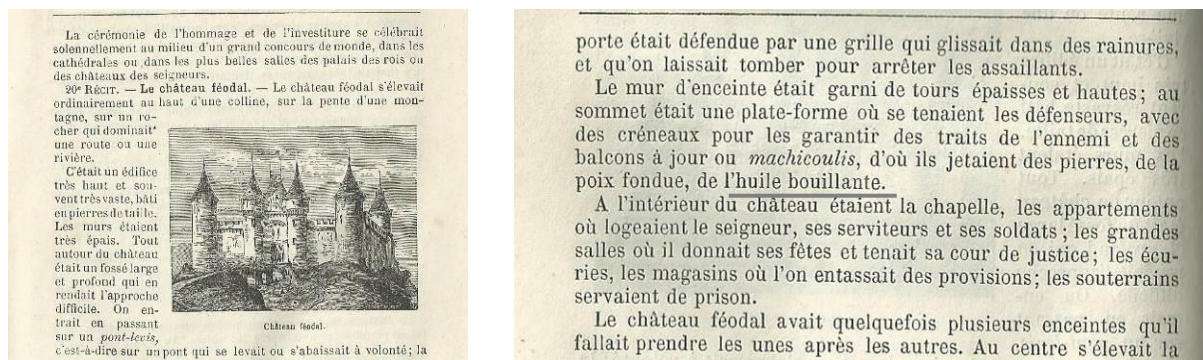 La cérémonie de l'hommage et de l'investiture se célébrait
solennellement au milieu d'un grand concours de monde, dans les
cathédrales ou dans les plus belles salles des palais des rois ou
des châteaux des seigneurs.
20e RÉCIT. — Le château féodal. — Le château féodal s'élevait
ordinairement au haut d'une colline, sur la pente d'une mon-
tagne, sur un ro-
cher qui dominait*
une route ou une
rivière.
C'était un édifice
très haut et sou-
vent très vaste, bâti
en pierres de taille.
Les murs étaient
très épais. Tout
autour du château
était un fossé large
et profond qui en
rendait l'approche
difficile. On en-
trait en passant
sur un pont-levis,
Château féodal.
c'est-à-dire sur un pont qui se levait ou s'abaissait à volonté; la
porte était défendue par une grille qui glissait dans des rainures,
et qu'on laissait tomber pour arrêter les assaillants.
Le mur d'enceinte était garni de tours épaisses et hautes; au
sommet était une plate-forme où se tenaient les défenseurs, avec
des créneaux pour les garantir des traits de l'ennemi et des
balcons à jour ou machicoulis, d'où ils jetaient des pierres, de la
poix fondue, de l'huile bouillante.
A l'intérieur du château étaient la chapelle, les appartements
où logeaient le seigneur, ses serviteurs et ses soldats; les grandes
salles où il donnait ses fêtes et tenait sa cour de justice; les écu-
ries, les magasins où l'on entassait des provisions; les souterrains
servaient de prison.
Le château féodal avait quelquefois plusieurs enceintes qu'il
fallait prendre les unes après les autres. Au centre s'élevait la